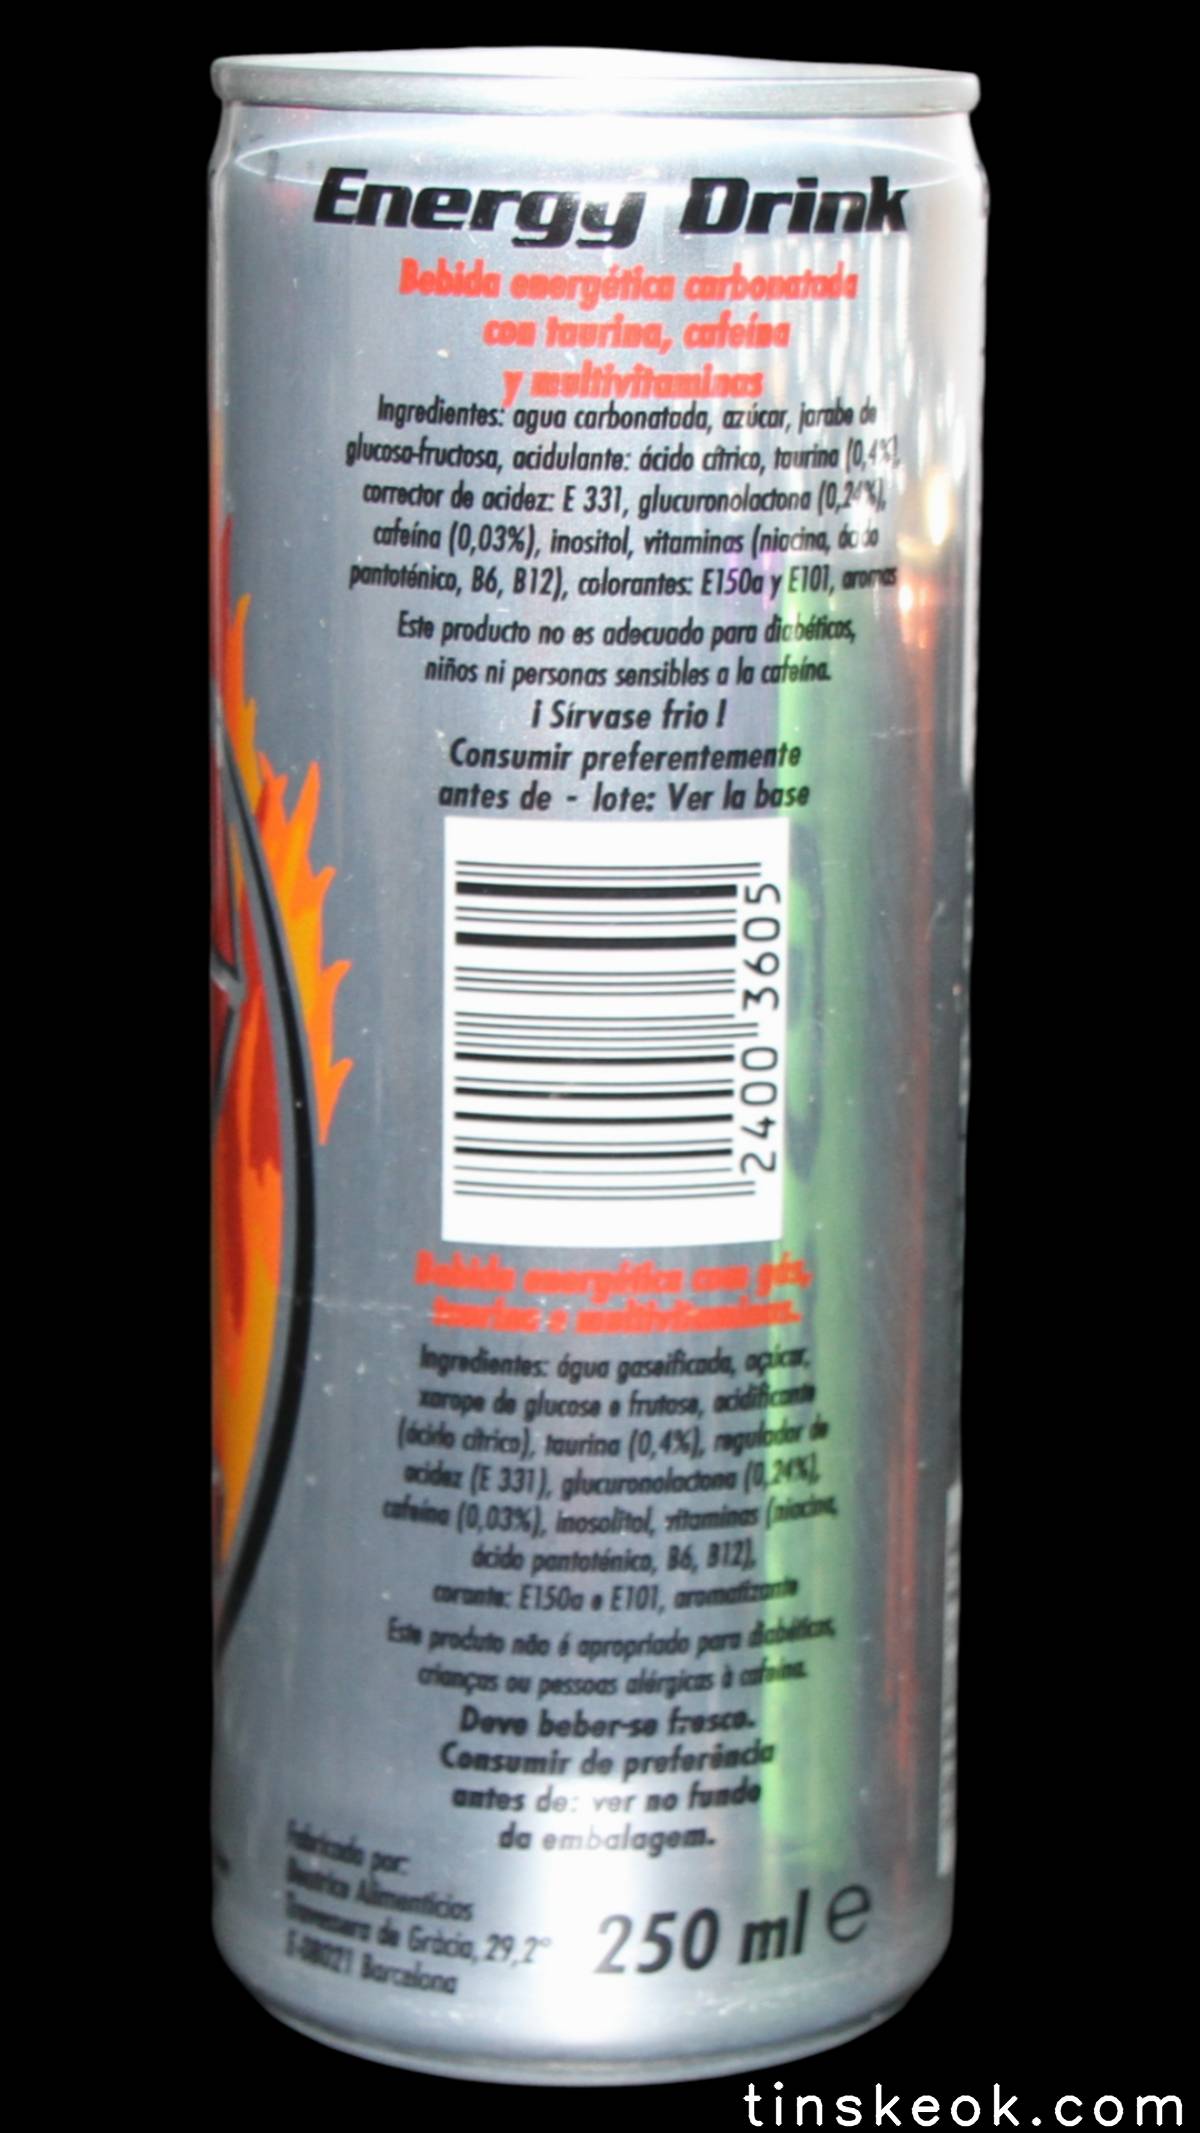 Energy Drink
Bebida energética carbonatada
con taurina, cafeína
y multivitaminas
Ingredientes: agua carbonatada, azúcar, jarabe de
glucosa-fructosa, acidulante: ácido cítrico, taurina (0,4%),
corrector de acidez: E 331, glucuronolactona (0,24%),
cafeína (0,03%), inositol, vitaminas (niacina, ácido
pantoténico, B6, B12), colorantes: E150a y E101, aromas
Este producto no es adecuado para diabéticos,
niños ni personas sensibles a la cafeína.
¡ Sírvase frio !
Consumir preferentemente
antes de - lote: Ver la base
2400 3605
Bebida energética com gás,
taurina e multivitaminas.
Ingredientes: água gaseificada, açúcar,
xarope de glucose e frutose, acidificante
(ácido cítrico), taurina (0,4%), regulador de
acidez (E 331), glucuronolactona (0,24%),
cafeína (0,03%), inosolitol, vitaminas (niacina,
ácido pantoténico, B6, B12),
corante: E150a e E101, aromatizante
Este produto não é apropriado para diabéticos,
crianças ou pessoas alérgicas à cafeína.
Deve beber-se fresco.
Consumir de preferência
antes de: ver no fundo
da embalagem.
Fabricado por:
Alimenticios
Travessera de Gràcia, 29,2°
E-08021 Barcelona
250 ml e
tinskeok.com